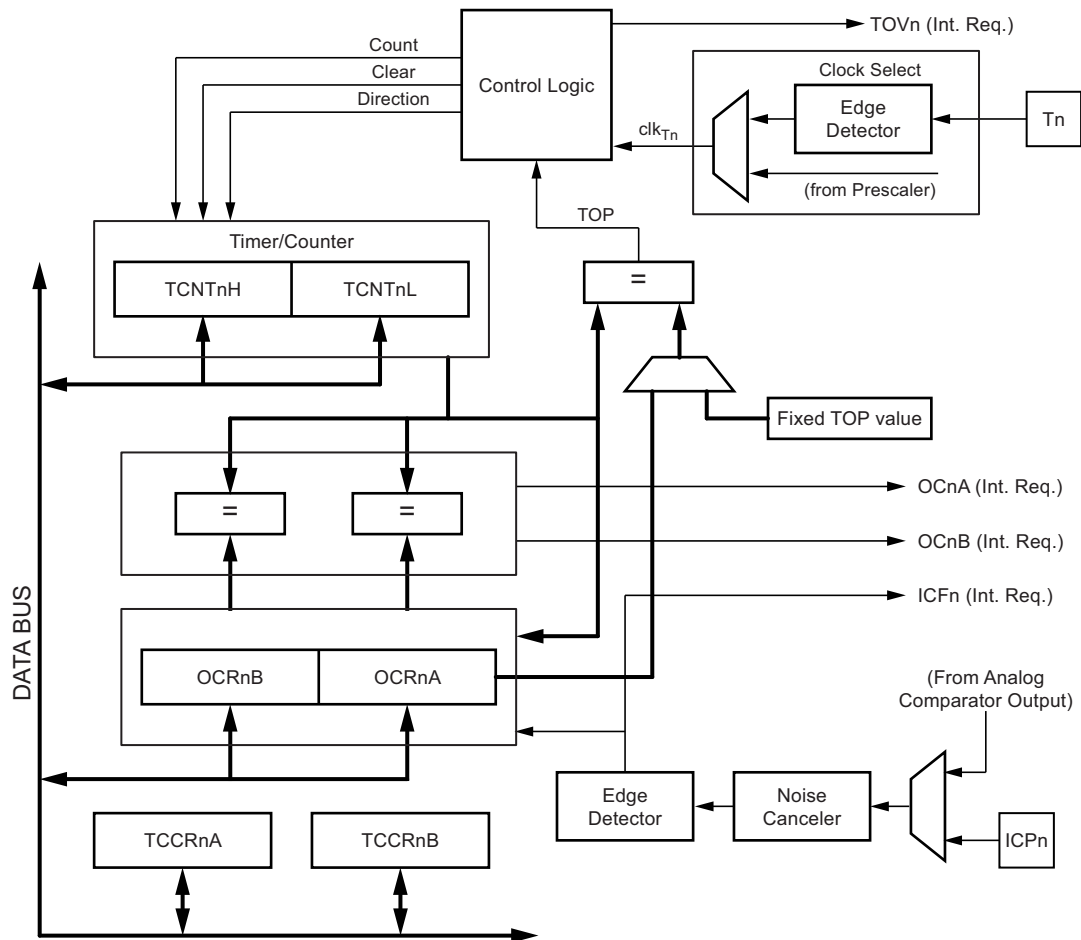 TOVn (Int. Req.)
Count
Clear
Direction
Control Logic
Clock Select
Edge
Detector
Tn
clkTn
(from Prescaler)
TOP
Timer/Counter
TCNTnH
TCNTnL
=
Fixed TOP value
=
=
OCnA (Int. Req.)
OCnB (Int. Req.)
ICFn (Int. Req.)
DATA BUS
OCRnB
OCRnA
(From Analog
Comparator Output)
Edge
Detector
Noise
Canceler
ICPn
TCCRnA
TCCRnB